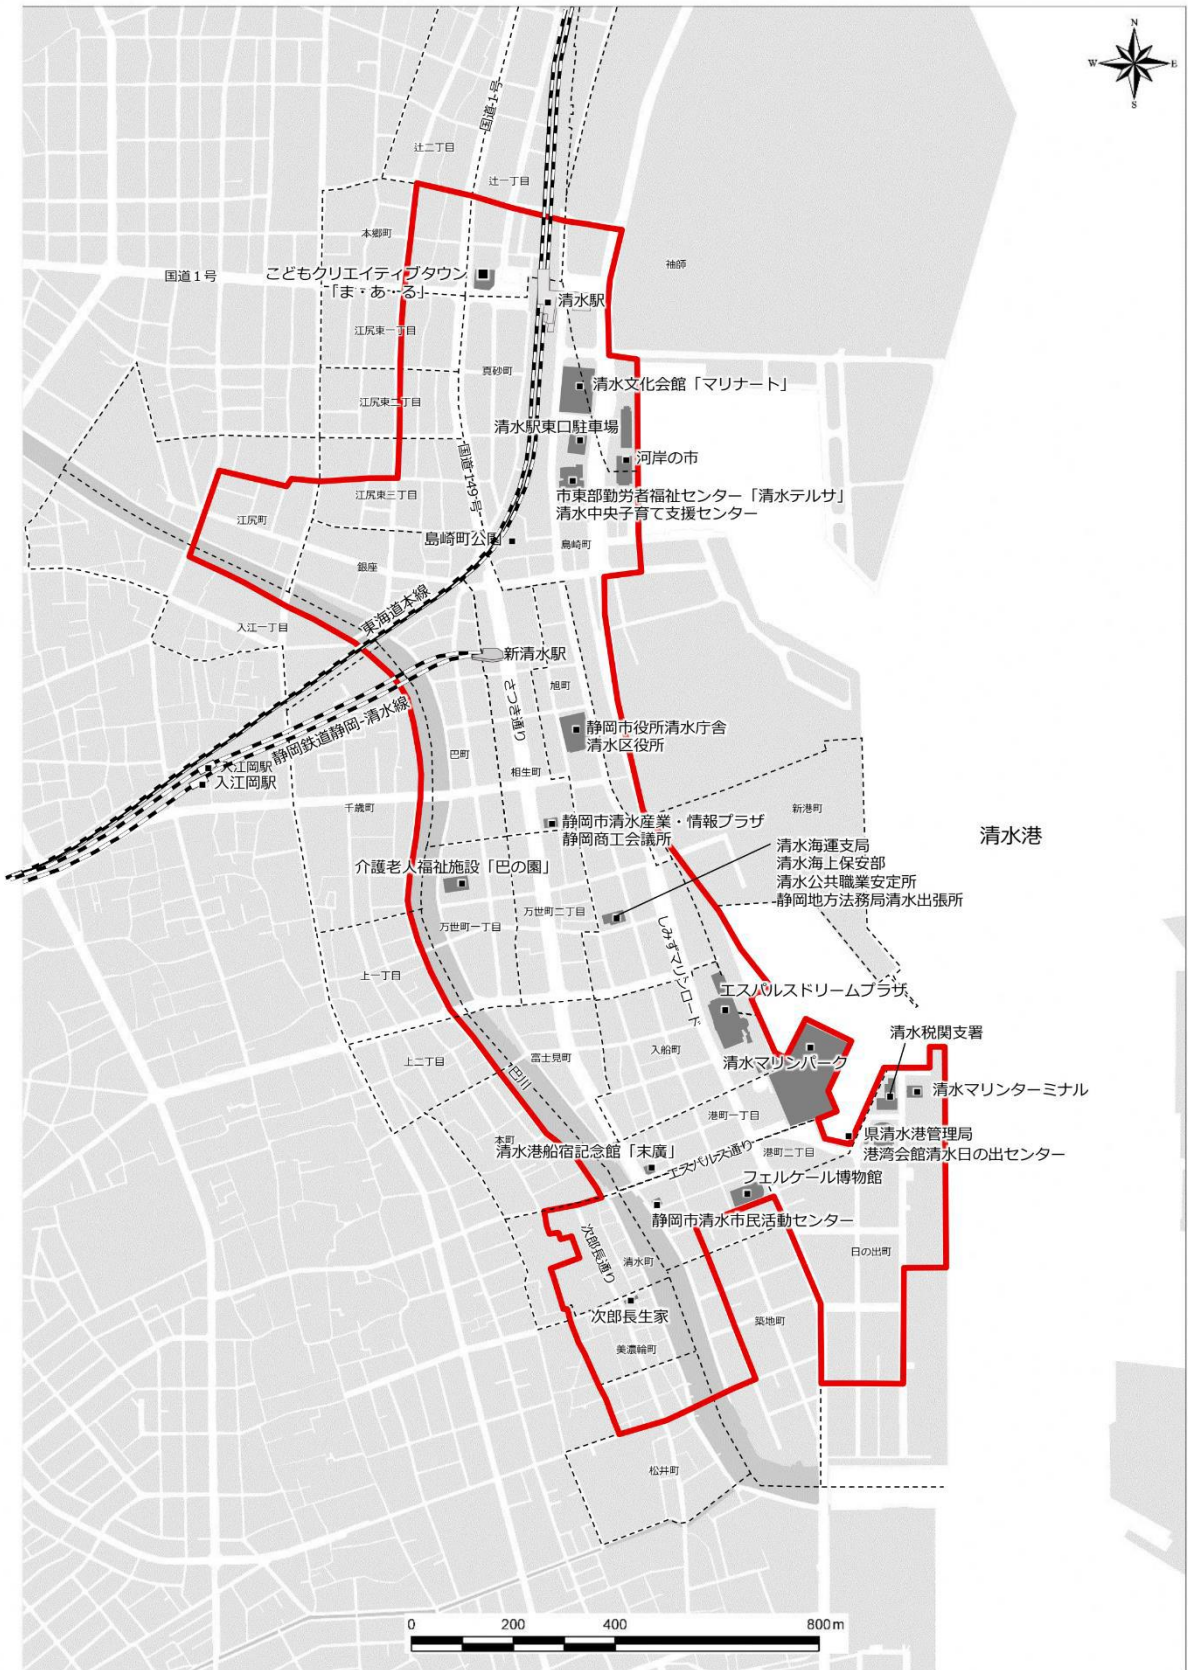 N
W
E
S
国道1号
辻二丁目
辻一丁目
本郷町
袖師
国道1号
こどもクリエイティブタウン
「ま・あ・る」
清水駅
江尻東一丁目
真砂町
清水文化会館「マリナート」
江尻東二丁目
清水駅東口駐車場
国道149号
河岸の市
江尻東三丁目
市東部勤労者福祉センター「清水テルサ」
清水中央子育て支援センター
江尻町
島崎町公園
島崎町
銀座
東海道本線
入江一丁目
新清水駅
旭町
さつき通り
静岡鉄道静岡-清水線
静岡市役所清水庁舎
清水区役所
巴町
相生町
入江岡駅
入江岡駅
千歳町
新港町
清水港
静岡市清水産業・情報プラザ
静岡商工会議所
清水海運支局
清水海上保安部
清水公共職業安定所
静岡地方法務局清水出張所
介護老人福祉施設「巴の園」
万世町二丁目
万世町一丁目
しみずマリンロード
上一丁目
エスパルスドリームプラザ
清水税関支署
入船町
富士見町
上二丁目
巴川
清水マリンパーク
清水マリンターミナル
港町一丁目
本町
清水港船宿記念館「末廣」
エスパルス通り
港町二丁目
県清水港管理局
港湾会館清水日の出センター
フェルケール博物館
静岡市清水市民活動センター
次郎長通り
清水町
日の出町
次郎長生家
築地町
美濃輪町
松井町
0 200 400 800m